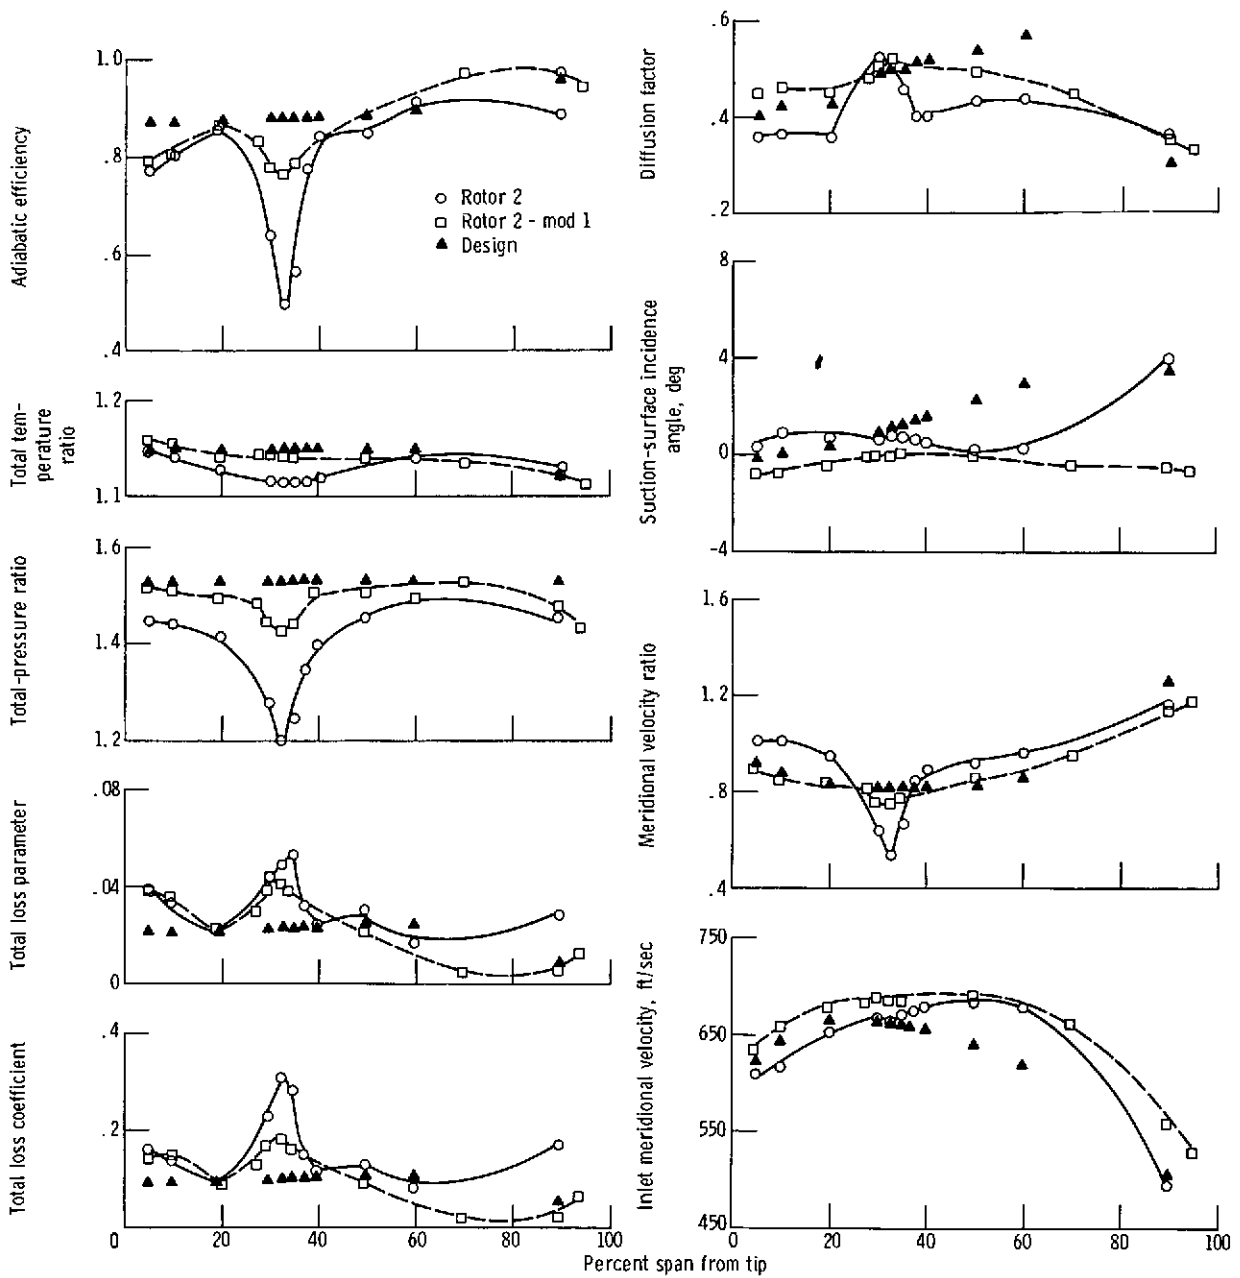 1.0
.8
.6
.4
Adiabatic efficiency
Rotor 2
Rotor 2 - mod 1
Design
1.2
1.1
Total tem-
perature
ratio
1.6
1.4
1.2
Total-pressure ratio
.08
.04
0
Total loss parameter
.4
.2
Total loss coefficient
0 20 40 60 80 100
.6
.4
.2
Diffusion factor
8
4
0
-4
Suction-surface incidence
angle, deg
1.6
1.2
.8
.4
Meridional velocity ratio
750
650
550
450
Inlet meridional velocity, ft/sec
0 20 40 60 80 100
Percent span from tip